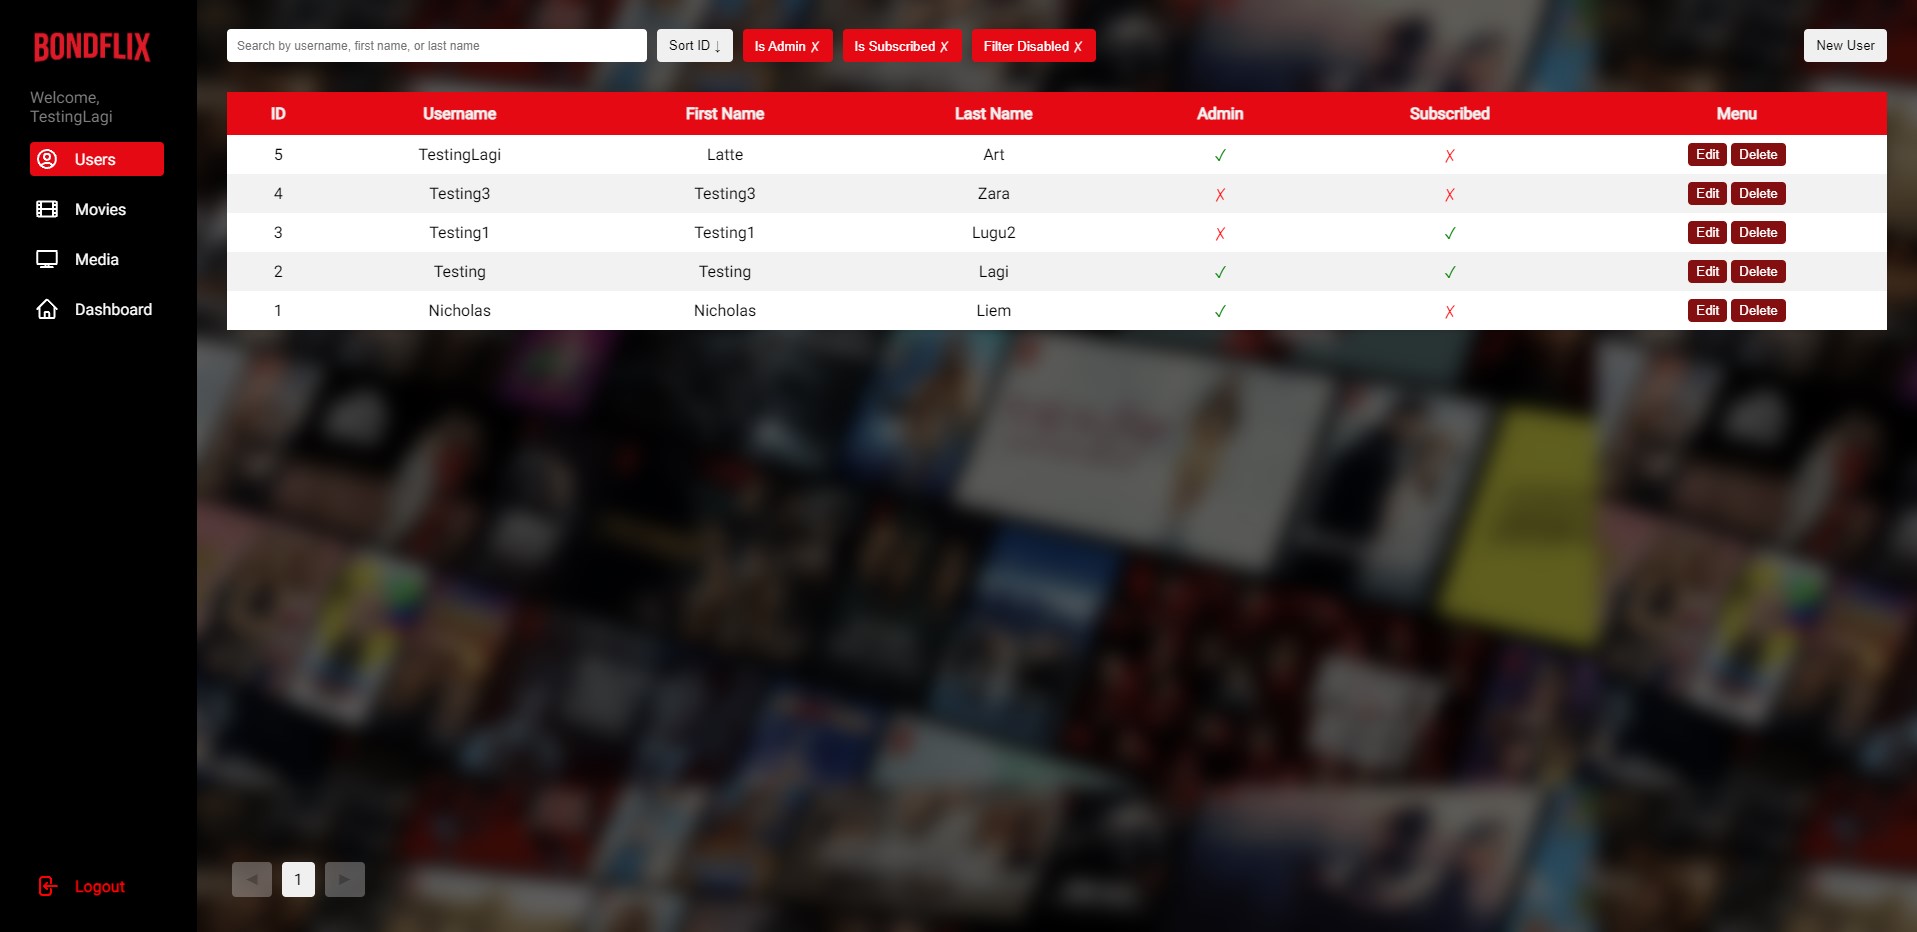 BONDFLIX
Welcome,
TestingLagi
Users
Movies
Media
Dashboard
Logout
Search by username, first name, or last name
Sort ID ↓
Is Admin ✗
Is Subscribed ✗
Filter Disabled ✗
New User
ID Username First Name Last Name Admin Subscribed Menu
5 TestingLagi Latte Art ✓ ✗ Edit Delete
4 Testing3 Testing3 Zara ✗ ✗ Edit Delete
3 Testing1 Testing1 Lugu2 ✗ ✓ Edit Delete
2 Testing Testing Lagi ✓ ✓ Edit Delete
1 Nicholas Nicholas Liem ✓ ✗ Edit Delete
◀ 1 ▶